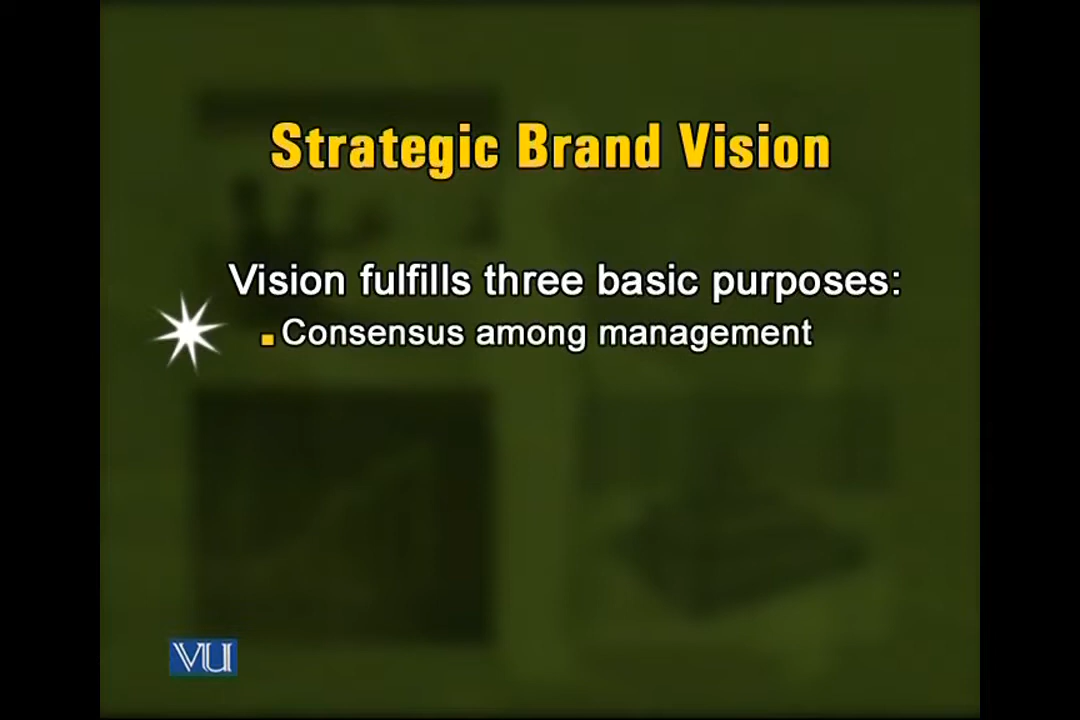 Strategic Brand Vision
Vision fulfills three basic purposes:
Consensus among management
VU